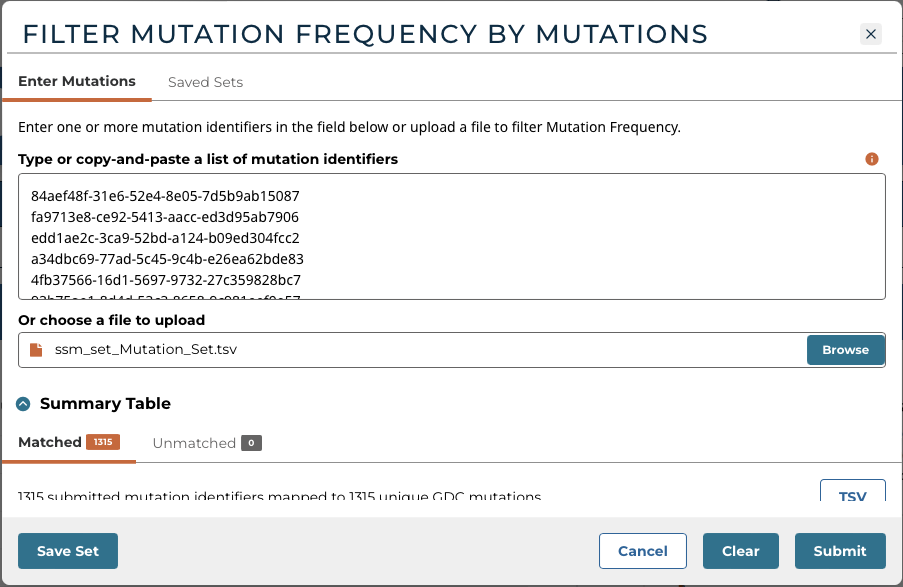 FILTER MUTATION FREQUENCY BY MUTATIONS
Enter Mutations Saved Sets
Enter one or more mutation identifiers in the field below or upload a file to filter Mutation Frequency.
Type or copy-and-paste a list of mutation identifiers
84aef48f-31e6-52e4-8e05-7d5b9ab15087
fa9713e8-ce92-5413-aacc-ed3d95ab7906
edd1ae2c-3ca9-52bd-a124-b09ed304fcc2
a34dbc69-77ad-5c45-9c4b-e26ea62bde83
4fb37566-16d1-5697-9732-27c359828bc7
Or choose a file to upload
ssm_set_Mutation_Set.tsv Browse
Summary Table
Matched 1315 Unmatched 0
1315 submitted mutation identifiers mapped to 1315 unique GDC mutations TSV
Save Set Cancel Clear Submit